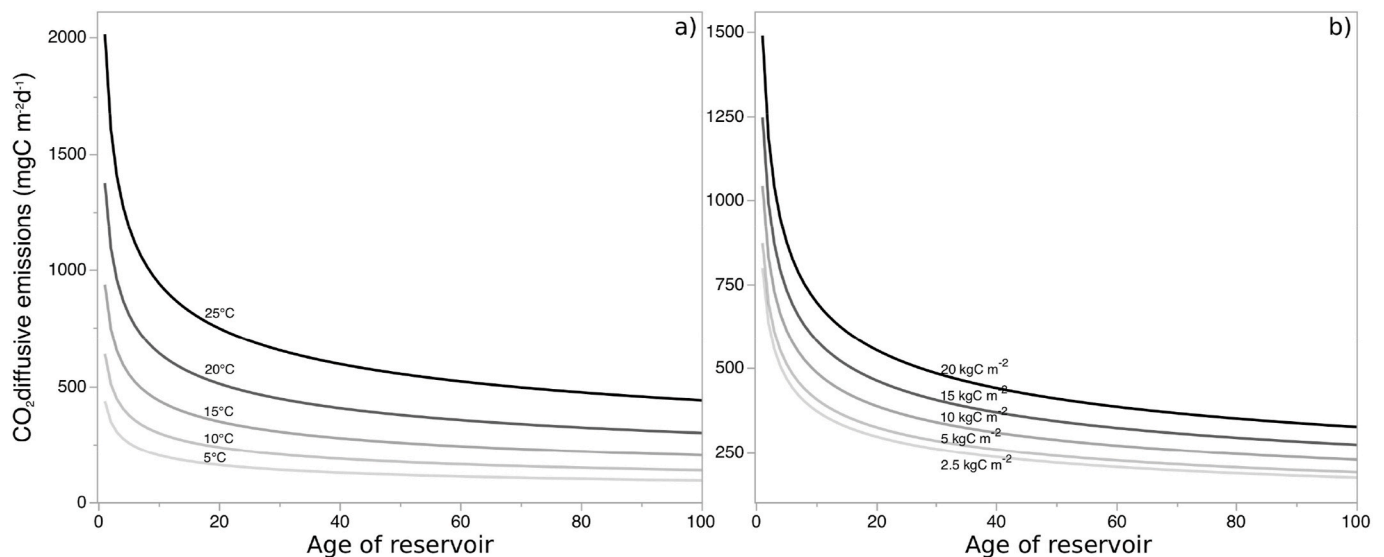 a)
CO₂diffusive emissions (mgC m⁻²d⁻¹)
2000
1500
1000
500
0
25°C
20°C
15°C
10°C
5°C
0 20 40 60 80 100
Age of reservoir
b)
1500
1250
1000
750
500
250
20 kgC m⁻²
15 kgC m⁻²
10 kgC m⁻²
5 kgC m⁻²
2.5 kgC m⁻²
0 20 40 60 80 100
Age of reservoir